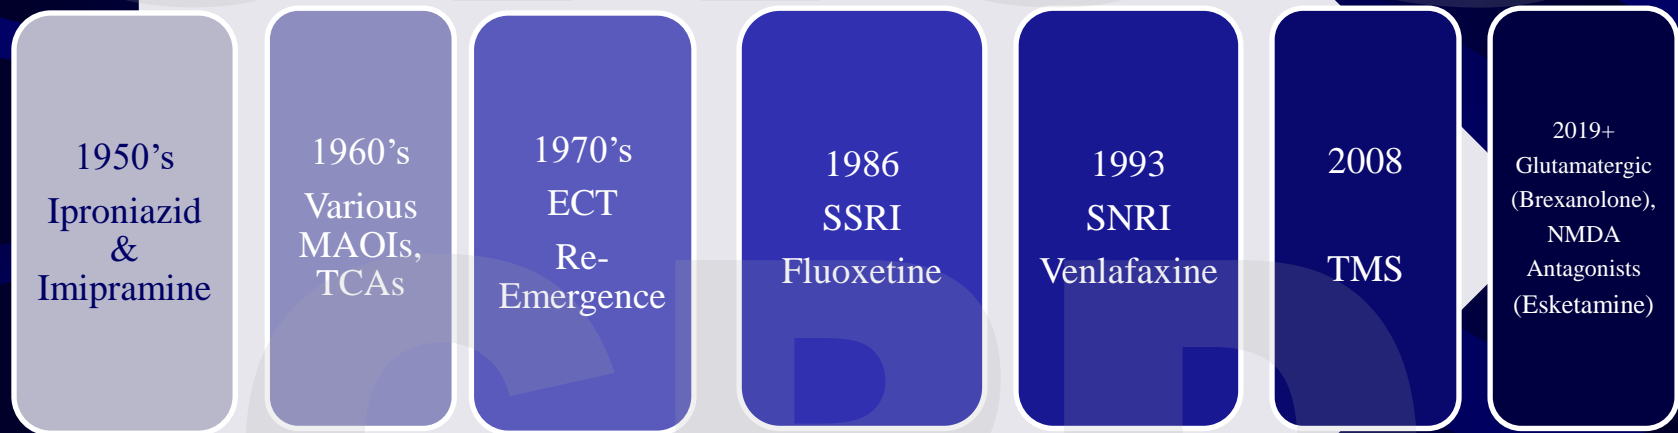 1950’s
Iproniazid
&
Imipramine
1960’s
Various
MAOIs,
TCAs
1970’s
ECT
Re-
Emergence
1986
SSRI
Fluoxetine
1993
SNRI
Venlafaxine
2008
TMS
2019+
Glutamatergic
(Brexanolone),
NMDA
Antagonists
(Esketamine)